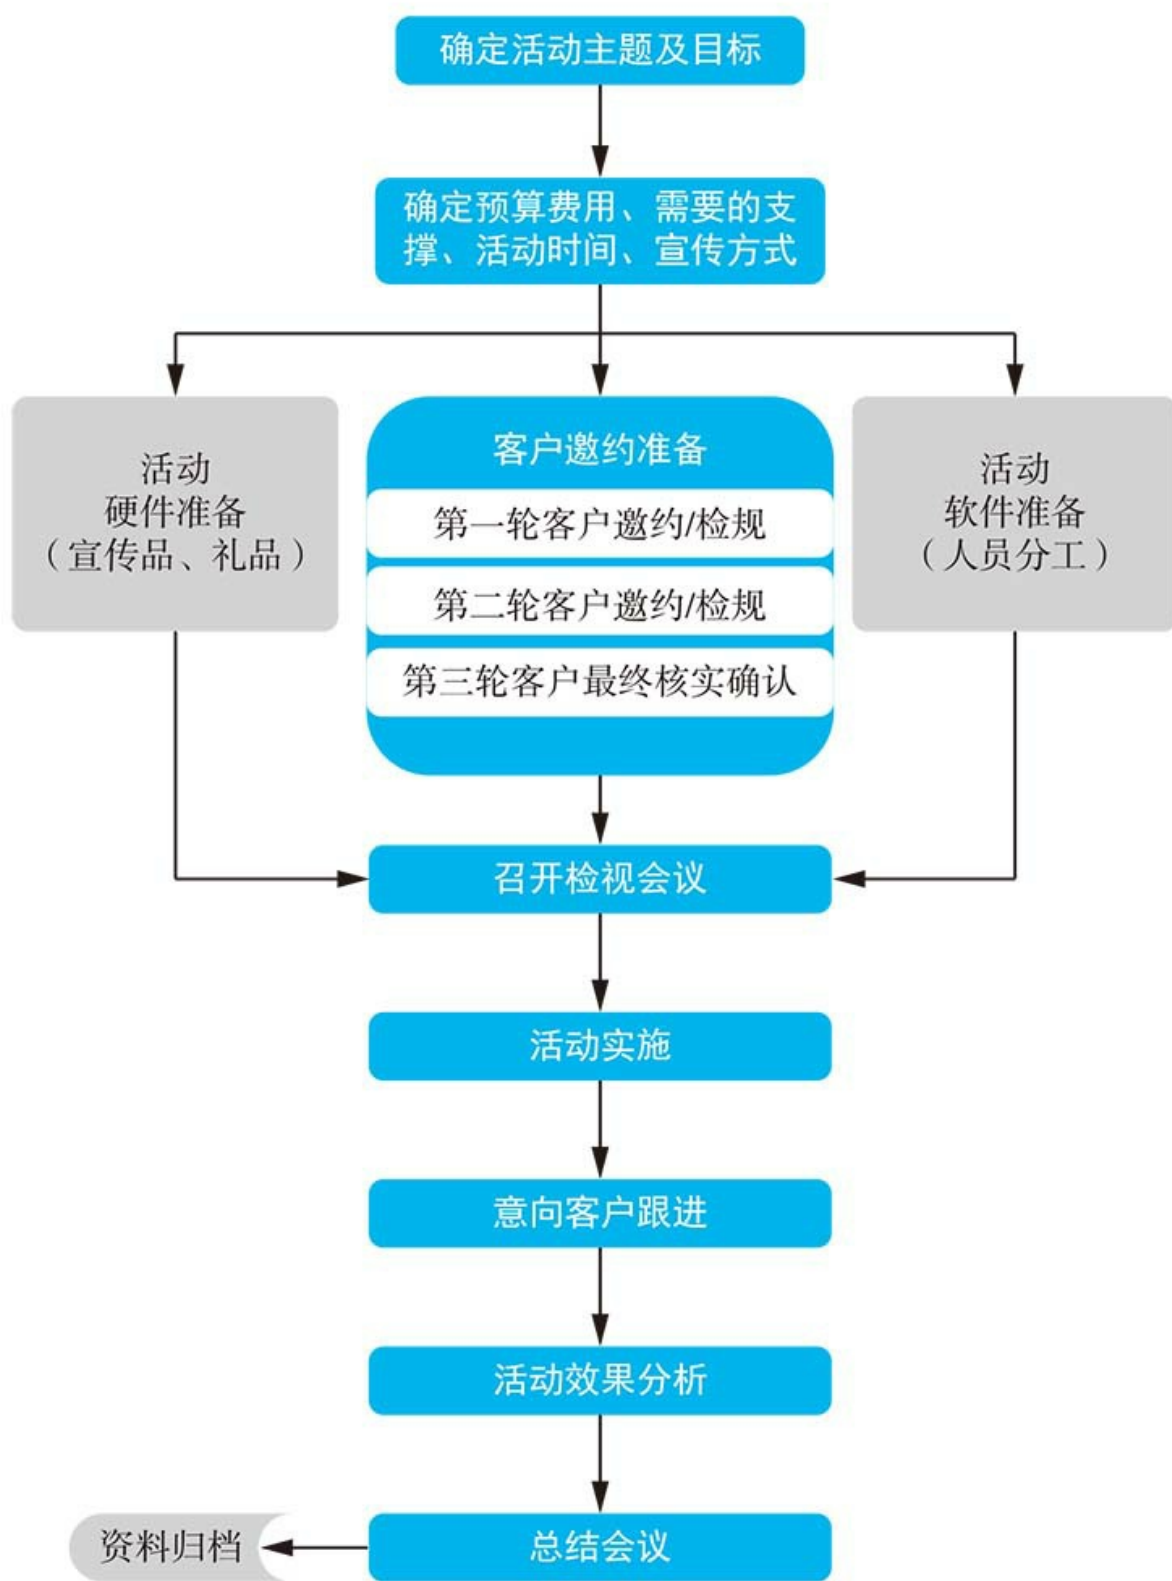 确定活动主题及目标
确定预算费用、需要的支
撑、活动时间、宣传方式
活动
硬件准备
（宣传品、礼品）
客户邀约准备
第一轮客户邀约/检规
第二轮客户邀约/检规
第三轮客户最终核实确认
活动
软件准备
（人员分工）
召开检视会议
活动实施
意向客户跟进
活动效果分析
总结会议
资料归档